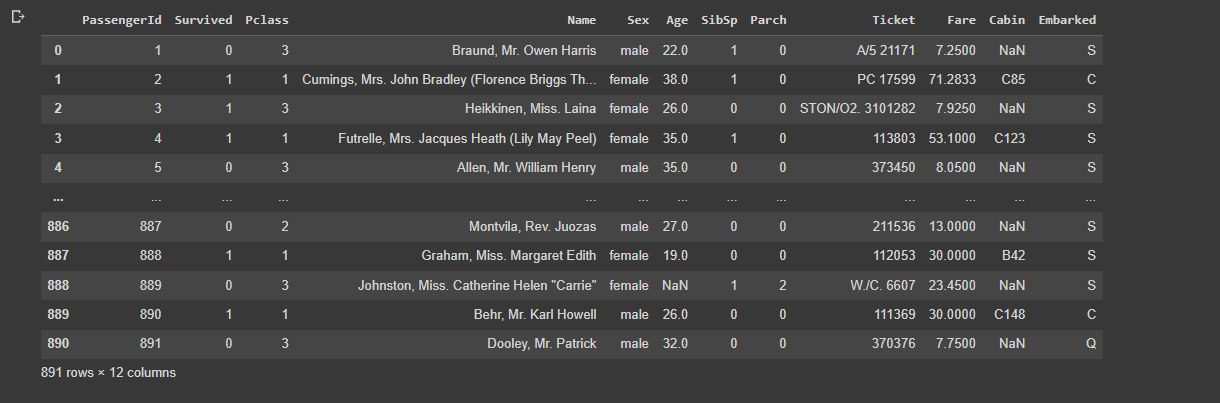 PassengerId Survived Pclass Name Sex Age SibSp Parch Ticket Fare Cabin Embarked
0 1 0 3 Braund, Mr. Owen Harris male 22.0 1 0 A/5 21171 7.2500 NaN S
1 2 1 1 Cumings, Mrs. John Bradley (Florence Briggs Th... female 38.0 1 0 PC 17599 71.2833 C85 C
2 3 1 3 Heikkinen, Miss. Laina female 26.0 0 0 STON/O2. 3101282 7.9250 NaN S
3 4 1 1 Futrelle, Mrs. Jacques Heath (Lily May Peel) female 35.0 1 0 113803 53.1000 C123 S
4 5 0 3 Allen, Mr. William Henry male 35.0 0 0 373450 8.0500 NaN S
... ... ... ... ... ... ... ... ... ... ... ... ...
886 887 0 2 Montvila, Rev. Juozas male 27.0 0 0 211536 13.0000 NaN S
887 888 1 1 Graham, Miss. Margaret Edith female 19.0 0 0 112053 30.0000 B42 S
888 889 0 3 Johnston, Miss. Catherine Helen "Carrie" female NaN 1 2 W./C. 6607 23.4500 NaN S
889 890 1 1 Behr, Mr. Karl Howell male 26.0 0 0 111369 30.0000 C148 C
890 891 0 3 Dooley, Mr. Patrick male 32.0 0 0 370376 7.7500 NaN Q
891 rows × 12 columns